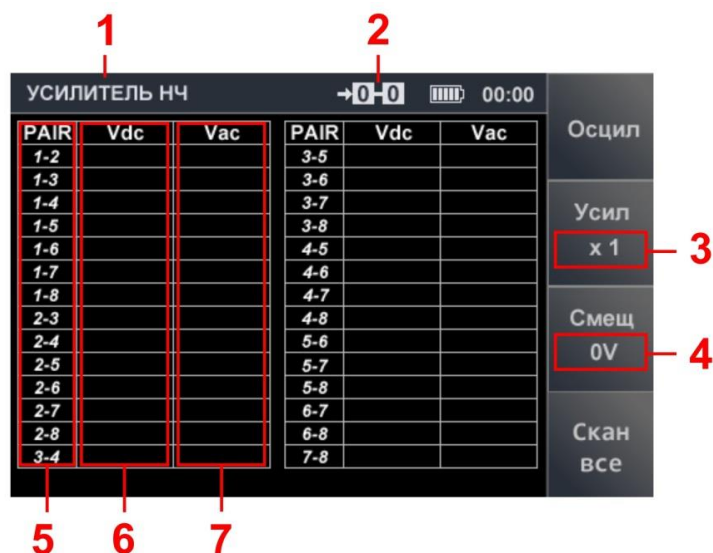 1 2
УСИЛИТЕЛЬ НЧ →0-0 00:00
PAIR Vdc Vac PAIR Vdc Vac
1-2 3-5
1-3 3-6
1-4 3-7
1-5 3-8
1-6 4-5
1-7 4-6
1-8 4-7
2-3 4-8
2-4 5-6
2-5 5-7
2-6 5-8
2-7 6-7
2-8 6-8
3-4 7-8
Осцил
Усил
x 1 3
Смещ
0V 4
Скан
все
5 6 7